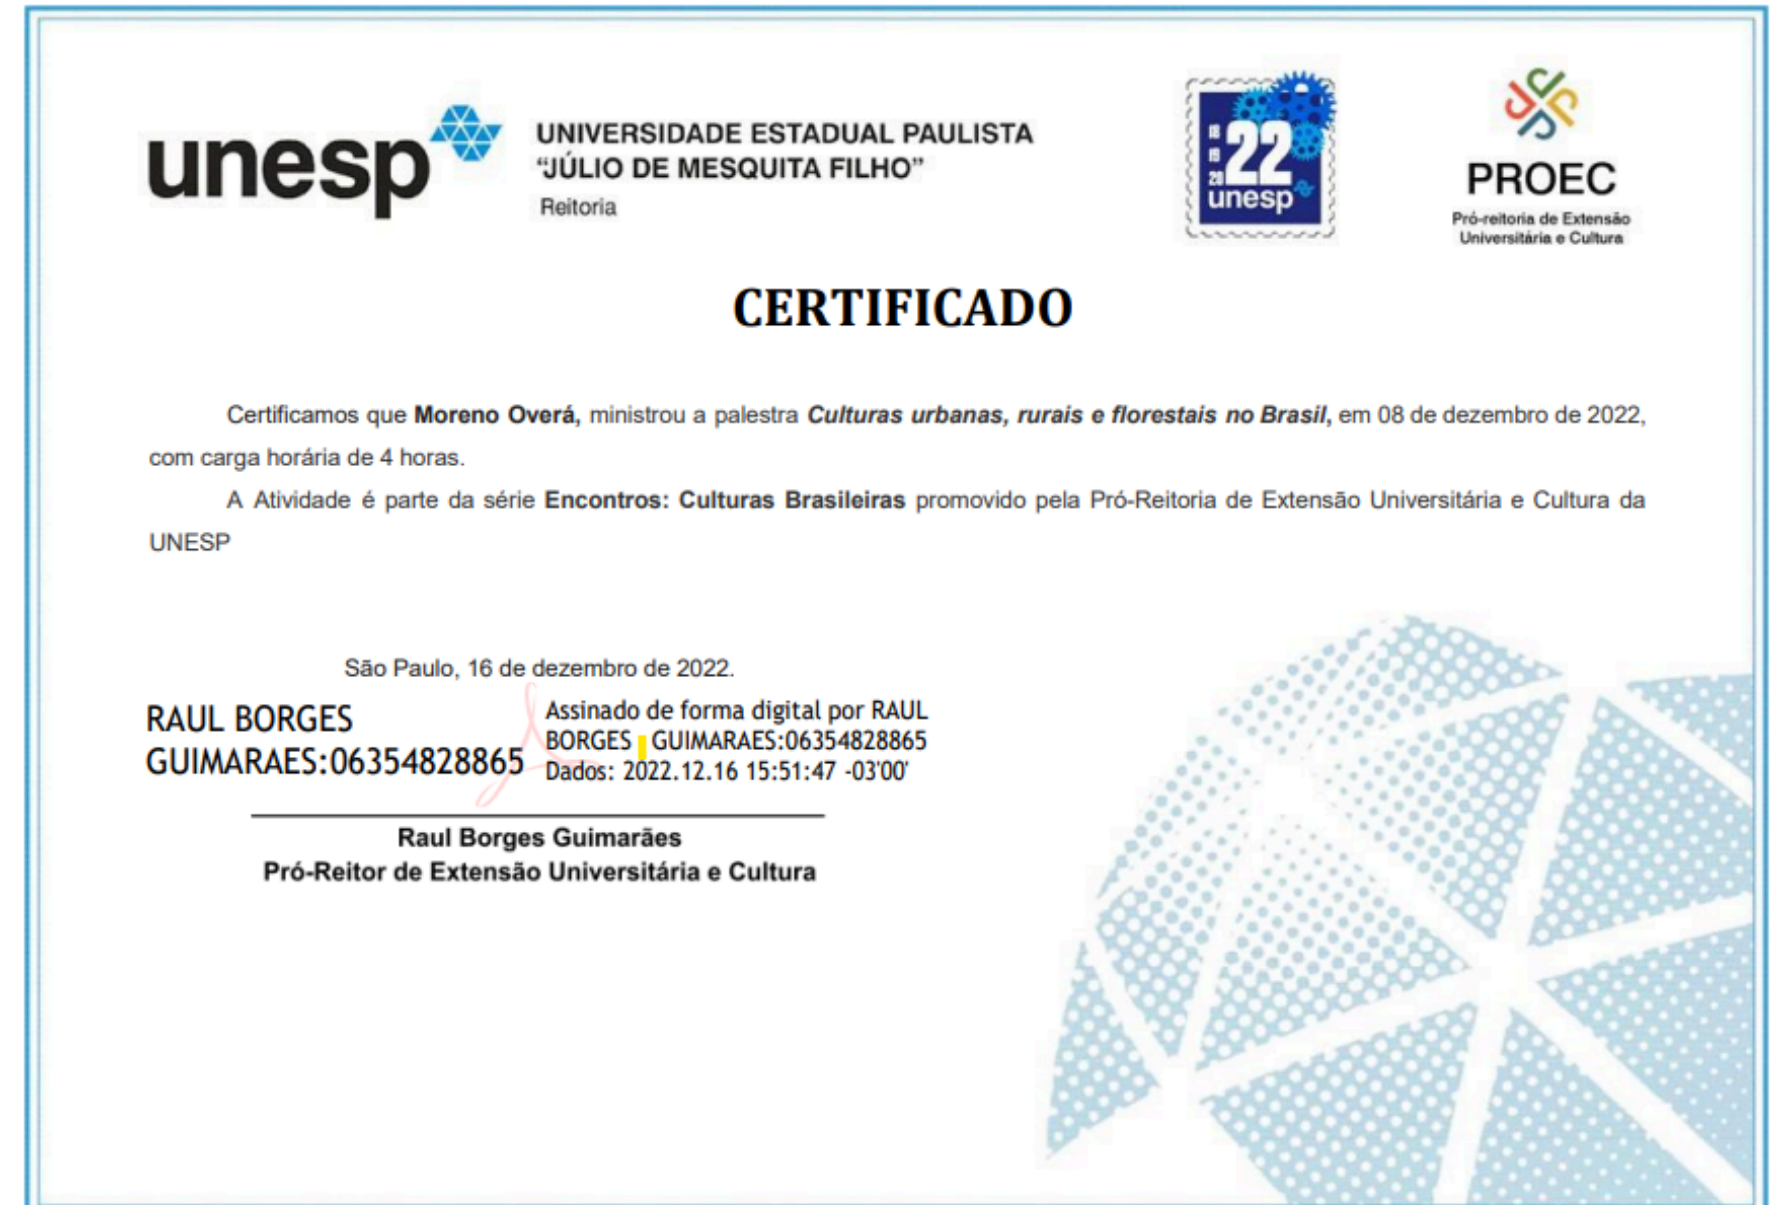 unesp
UNIVERSIDADE ESTADUAL PAULISTA
“JÚLIO DE MESQUITA FILHO”
Reitoria
18
19
20
22
unesp
PROEC
Pró-reitoria de Extensão
Universitária e Cultura
CERTIFICADO
Certificamos que Moreno Overá, ministrou a palestra Culturas urbanas, rurais e florestais no Brasil, em 08 de dezembro de 2022,
com carga horária de 4 horas.
A Atividade é parte da série Encontros: Culturas Brasileiras promovido pela Pró-Reitoria de Extensão Universitária e Cultura da
UNESP
São Paulo, 16 de dezembro de 2022.
RAUL BORGES
GUIMARAES:06354828865
Assinado de forma digital por RAUL
BORGES GUIMARAES:06354828865
Dados: 2022.12.16 15:51:47 -03'00'
Raul Borges Guimarães
Pró-Reitor de Extensão Universitária e Cultura